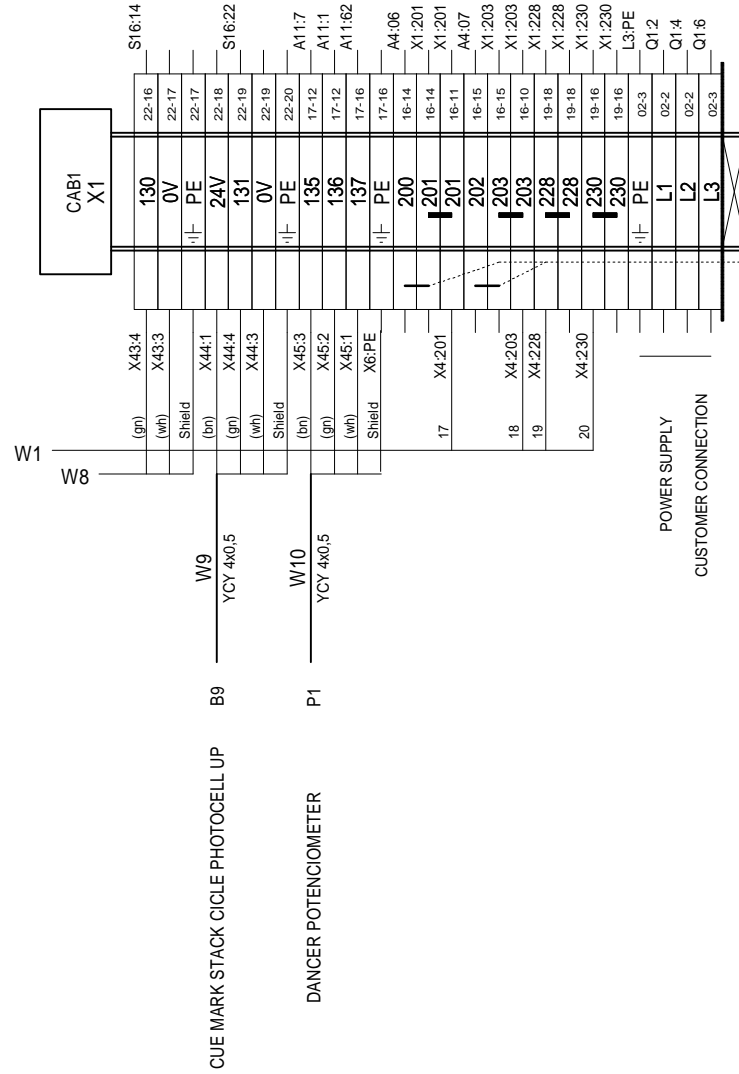 CAB1
X1
S16:14
S16:22
A11:7
A11:1
A11:62
A4:06
X1:201
X1:201
A4:07
X1:203
X1:203
X1:228
X1:228
X1:230
X1:230
L3:PE
Q1:2
Q1:4
Q1:6
22-16
22-17
22-17
22-18
22-19
22-19
22-20
17-12
17-12
17-16
17-16
16-14
16-14
16-11
16-15
16-15
16-10
19-18
19-18
19-16
19-16
02-3
02-2
02-2
02-3
130
0V
PE
24V
131
0V
PE
135
136
137
PE
200
201
201
202
203
203
228
228
230
230
PE
L1
L2
L3
X43:4
X43:3
X44:1
X44:4
X44:3
X45:3
X45:2
X45:1
X6:PE
X4:201
X4:203
X4:228
X4:230
(gn)
(wh)
Shield
(bn)
(gn)
(wh)
Shield
(bn)
(gn)
(wh)
Shield
17
18
19
20
W1
W8
W9
YCY 4x0,5
W10
YCY 4x0,5
POWER SUPPLY
CUSTOMER CONNECTION
B9
P1
CUE MARK STACK CICLE PHOTOCELL UP
DANCER POTENCIOMETER